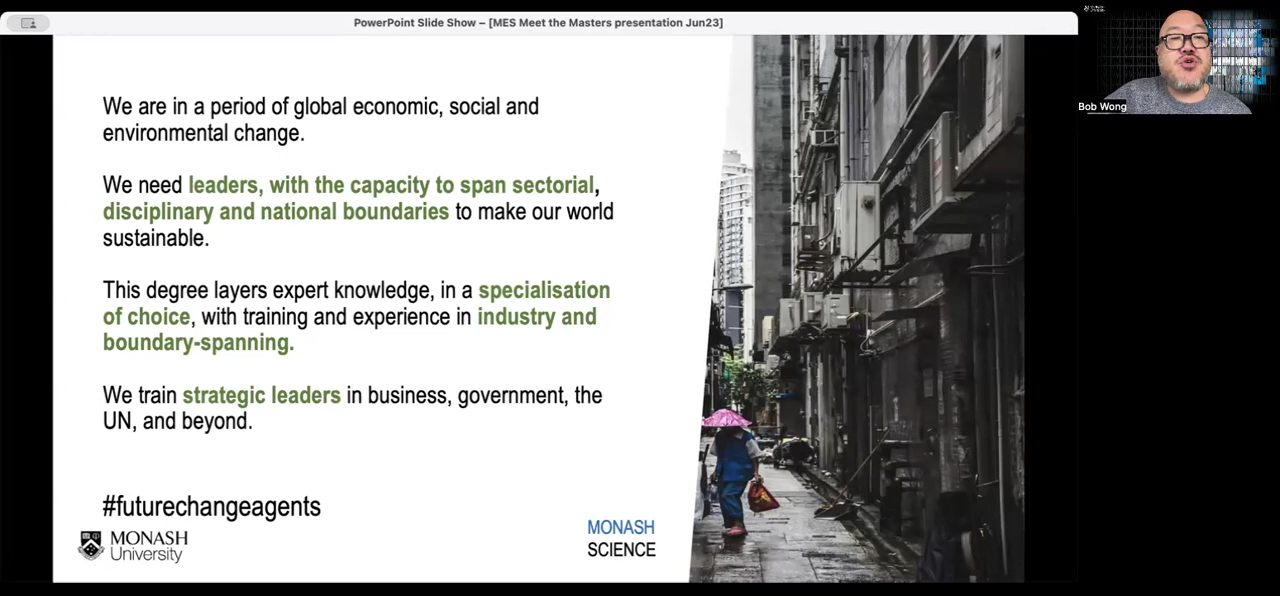 PowerPoint Slide Show – [MES Meet the Masters presentation Jun23]
We are in a period of global economic, social and
environmental change.
We need leaders, with the capacity to span sectorial,
disciplinary and national boundaries to make our world
sustainable.
This degree layers expert knowledge, in a specialisation
of choice, with training and experience in industry and
boundary-spanning.
We train strategic leaders in business, government, the
UN, and beyond.
#futurechangeagents
MONASH
University
MONASH
SCIENCE
Bob Wong